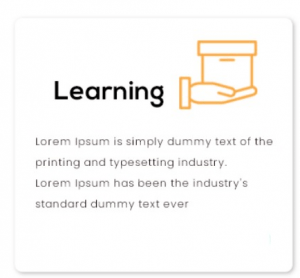 Learning
Lorem Ipsum is simply dummy text of the
printing and typesetting industry.
Lorem Ipsum has been the industry's
standard dummy text ever